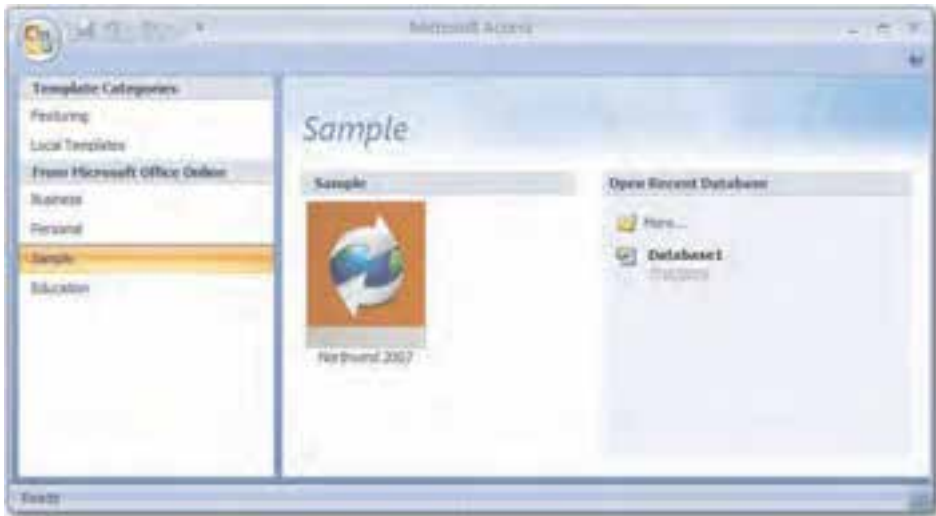 Microsoft Access
Template Categories
Featuring
Local Templates
From Microsoft Office Online
Business
Personal
Sample
Education
Sample
Sample
Northwind 2007
Open Recent Database
More...
Database1
Ready